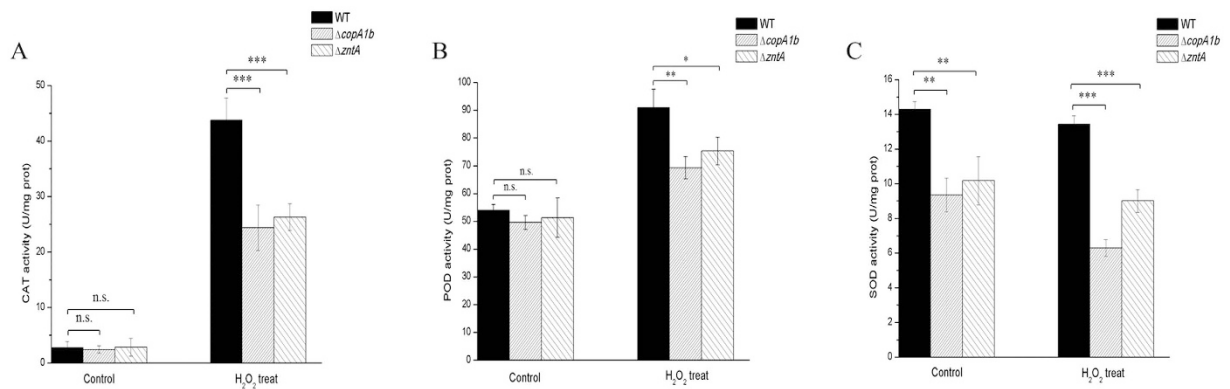 A
WT
ΔcopA1b
ΔzntA
CAT activity (U/mg prot)
50
40
30
20
10
0
n.s.
n.s.
***
***
Control
H₂O₂ treat
B
WT
ΔcopA1b
ΔzntA
POD activity (U/mg prot)
100
90
80
70
60
50
40
30
20
10
0
n.s.
n.s.
*
**
Control
H₂O₂ treat
C
WT
ΔcopA1b
ΔzntA
SOD activity (U/mg prot)
16
14
12
10
8
6
4
2
0
**
**
***
***
Control
H₂O₂ treat